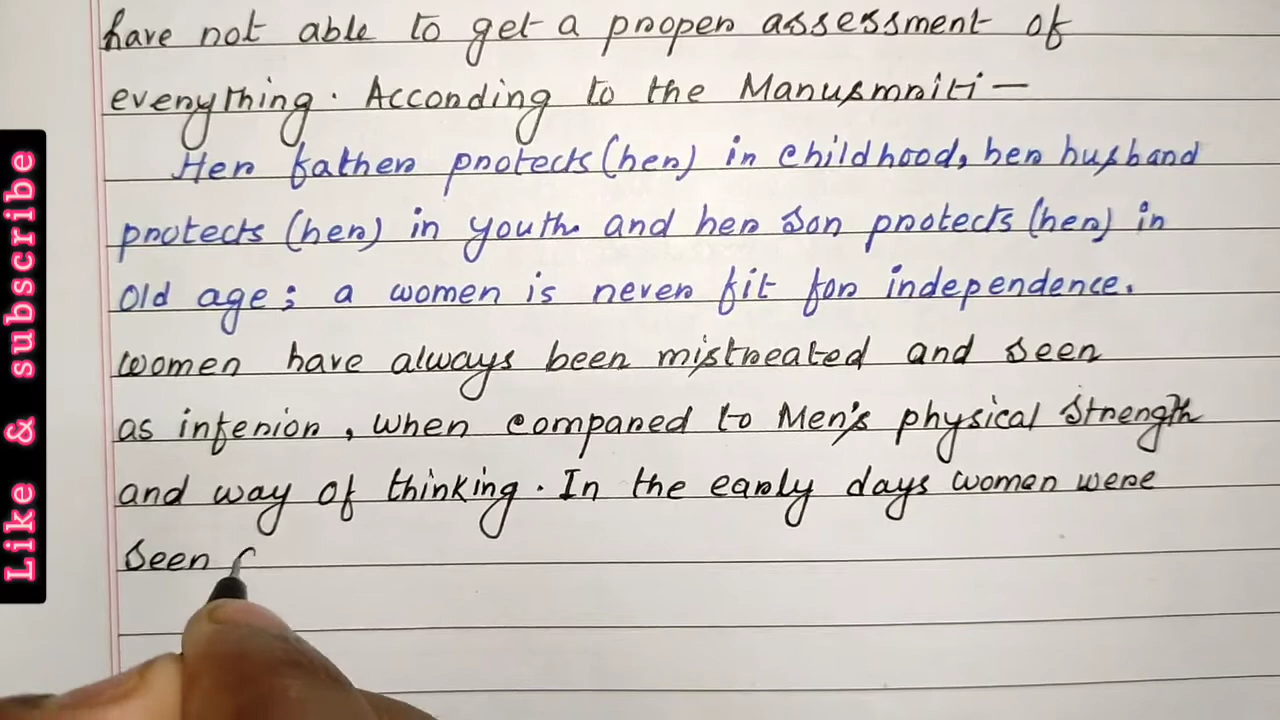 have not able to get a proper assessment of
everything. According to the Manusmriti —
Her father protects (her) in childhood, her husband
protects (her) in youth and her son protects (her) in
old age; a women is never fit for independence.
women have always been mistreated and seen
as inferior, when compared to Men's physical strength
and way of thinking. In the early days women were
seen
Like & subscribe